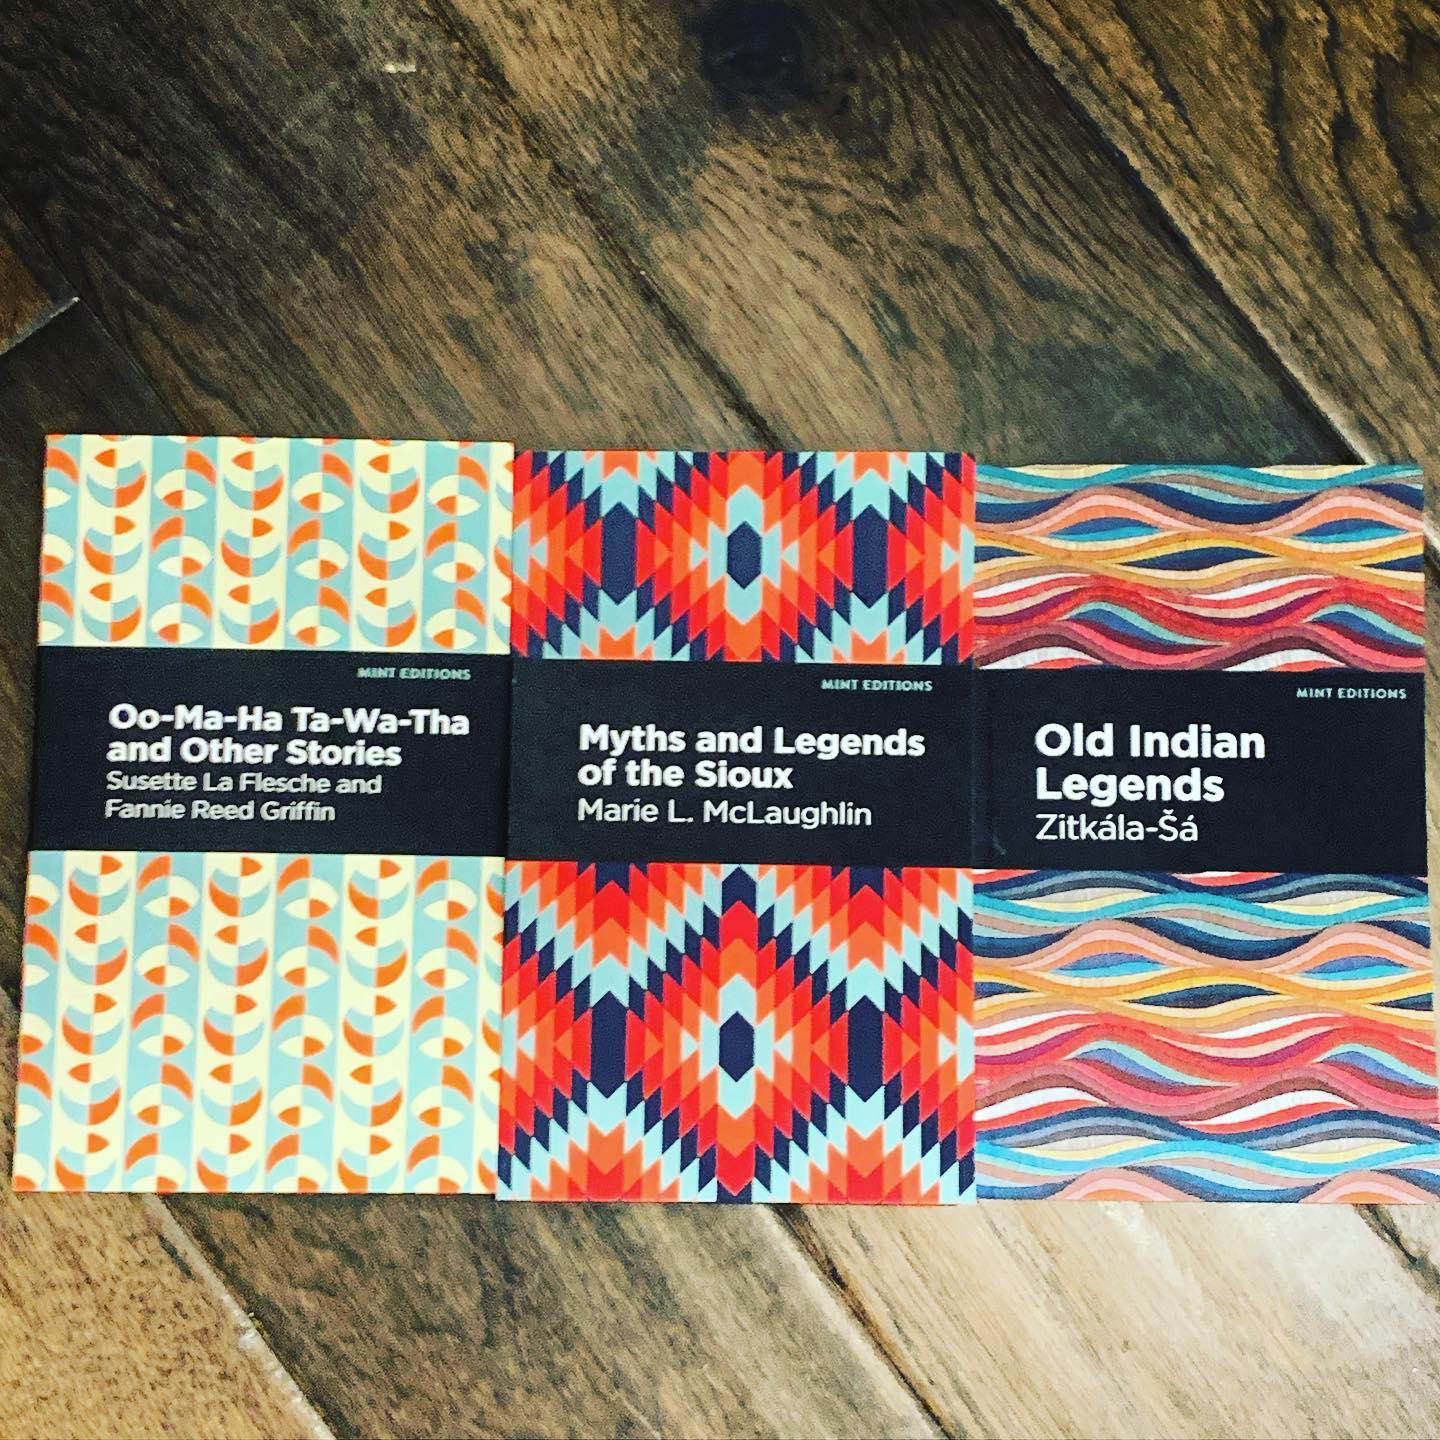 MINT EDITIONS
Oo-Ma-Ha Ta-Wa-Tha
and Other Stories
Susette La Flesche and
Fannie Reed Griffin
MINT EDITIONS
Myths and Legends
of the Sioux
Marie L. McLaughlin
MINT EDITIONS
Old Indian
Legends
Zitkála-Šá